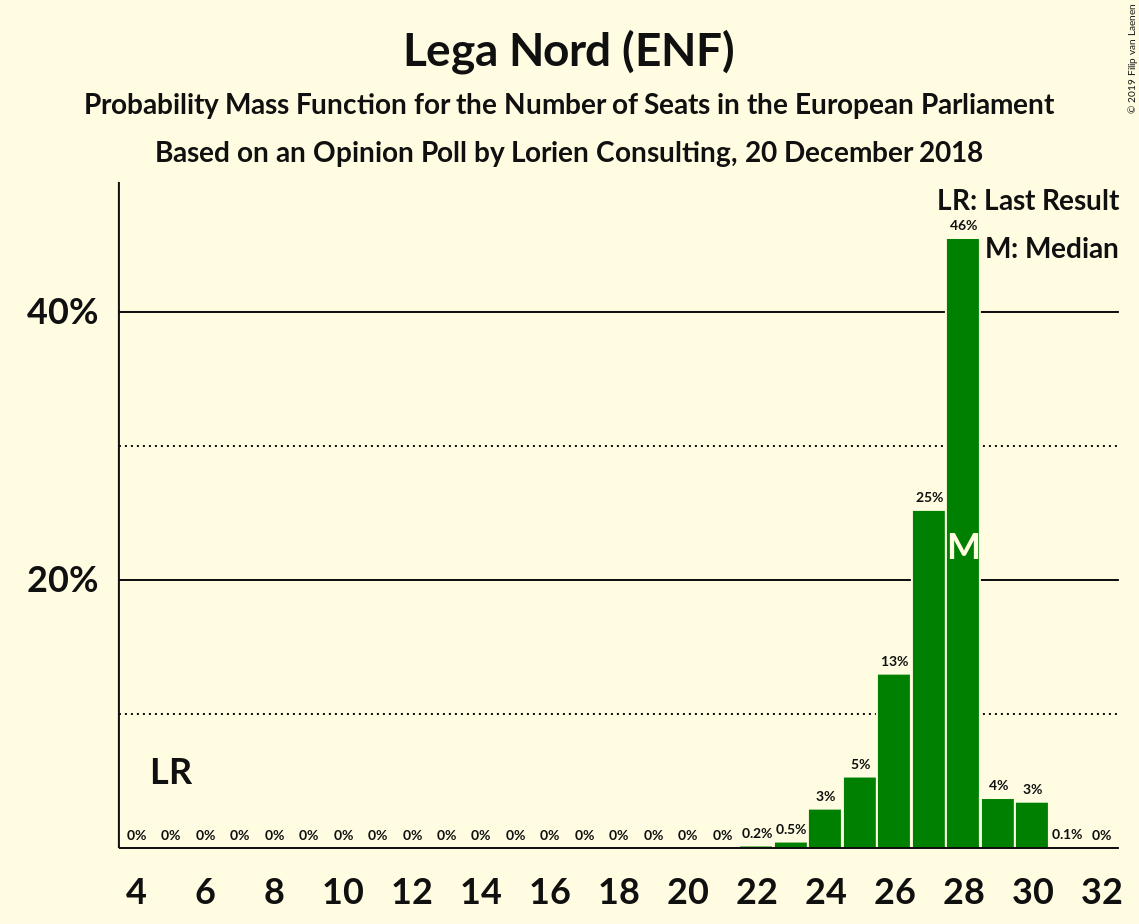 Lega Nord (ENF)
Probability Mass Function for the Number of Seats in the European Parliament
Based on an Opinion Poll by Lorien Consulting, 20 December 2018
© 2019 Filip van Laenen
LR: Last Result
M: Median
46%
40%
25%
M
20%
13%
LR
5%
3%
4%
3%
0% 0% 0% 0% 0% 0% 0% 0% 0% 0% 0% 0% 0% 0% 0% 0% 0% 0% 0.2% 0.5% 0.1% 0%
4 6 8 10 12 14 16 18 20 22 24 26 28 30 32